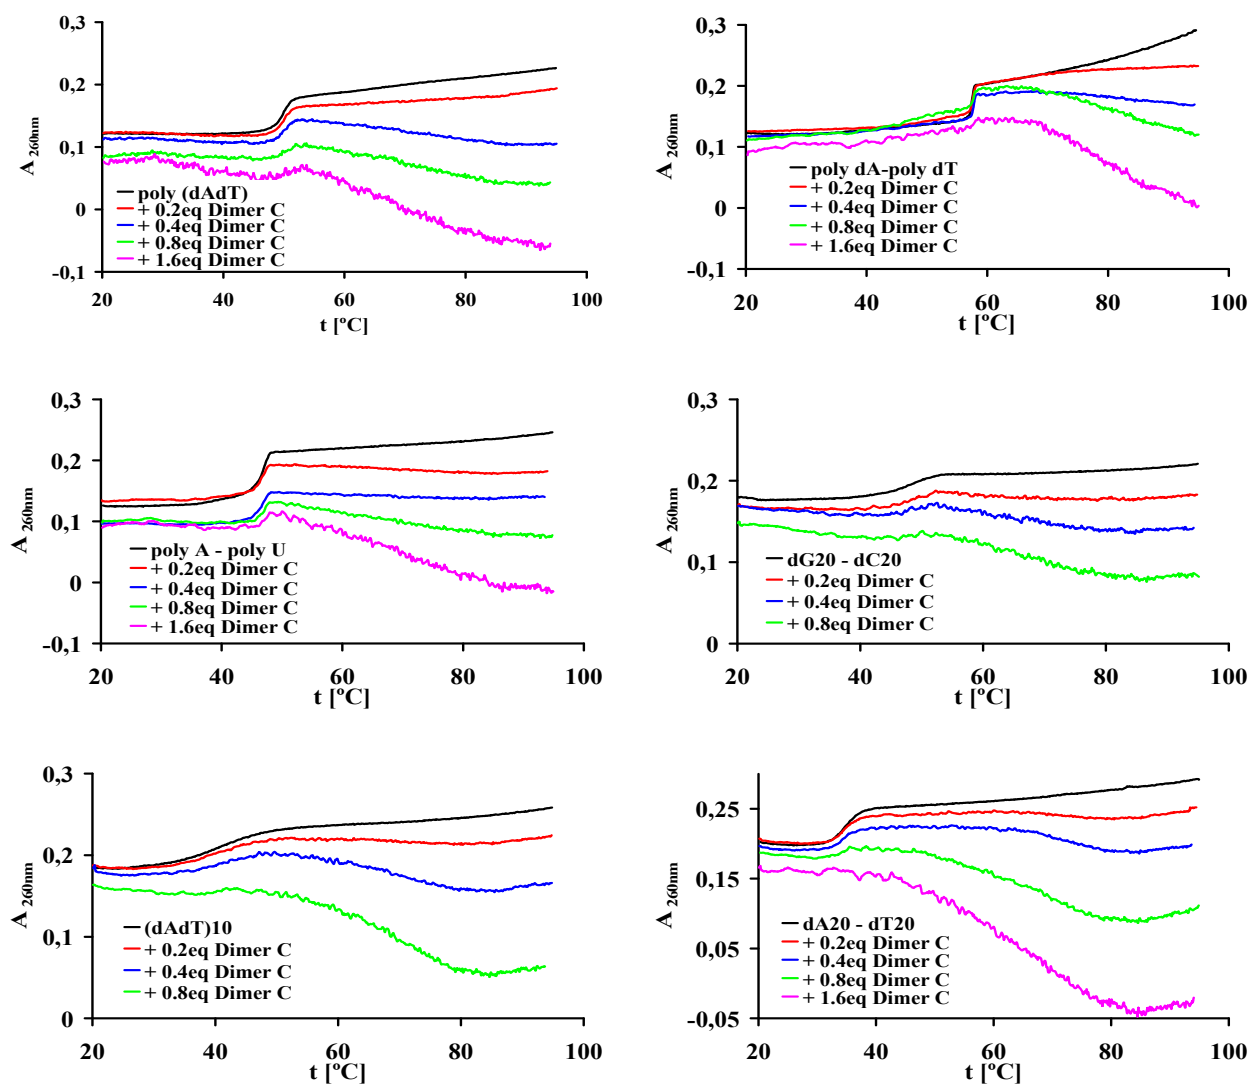 0,3
0,2
0,1
0
-0,1
A 260nm
poly (dAdT)
+ 0.2eq Dimer C
+ 0.4eq Dimer C
+ 0.8eq Dimer C
+ 1.6eq Dimer C
20 40 60 80 100
t [ºC]
0,3
0,2
0,1
0
-0,1
A 260nm
poly dA-poly dT
+ 0.2eq Dimer C
+ 0.4eq Dimer C
+ 0.8eq Dimer C
+ 1.6eq Dimer C
20 40 60 80 100
t [ºC]
0,3
0,2
0,1
0
-0,1
A 260nm
poly A - poly U
+ 0.2eq Dimer C
+ 0.4eq Dimer C
+ 0.8eq Dimer C
+ 1.6eq Dimer C
20 40 60 80 100
t [ºC]
0,3
0,2
0,1
0
A 260nm
dG20 - dC20
+ 0.2eq Dimer C
+ 0.4eq Dimer C
+ 0.8eq Dimer C
20 40 60 80 100
t [ºC]
0,3
0,2
0,1
0
A 260nm
(dAdT)10
+ 0.2eq Dimer C
+ 0.4eq Dimer C
+ 0.8eq Dimer C
20 40 60 80 100
t [ºC]
0,25
0,15
0,05
-0,05
A 260nm
dA20 - dT20
+ 0.2eq Dimer C
+ 0.4eq Dimer C
+ 0.8eq Dimer C
+ 1.6eq Dimer C
20 40 60 80 100
t [ºC]